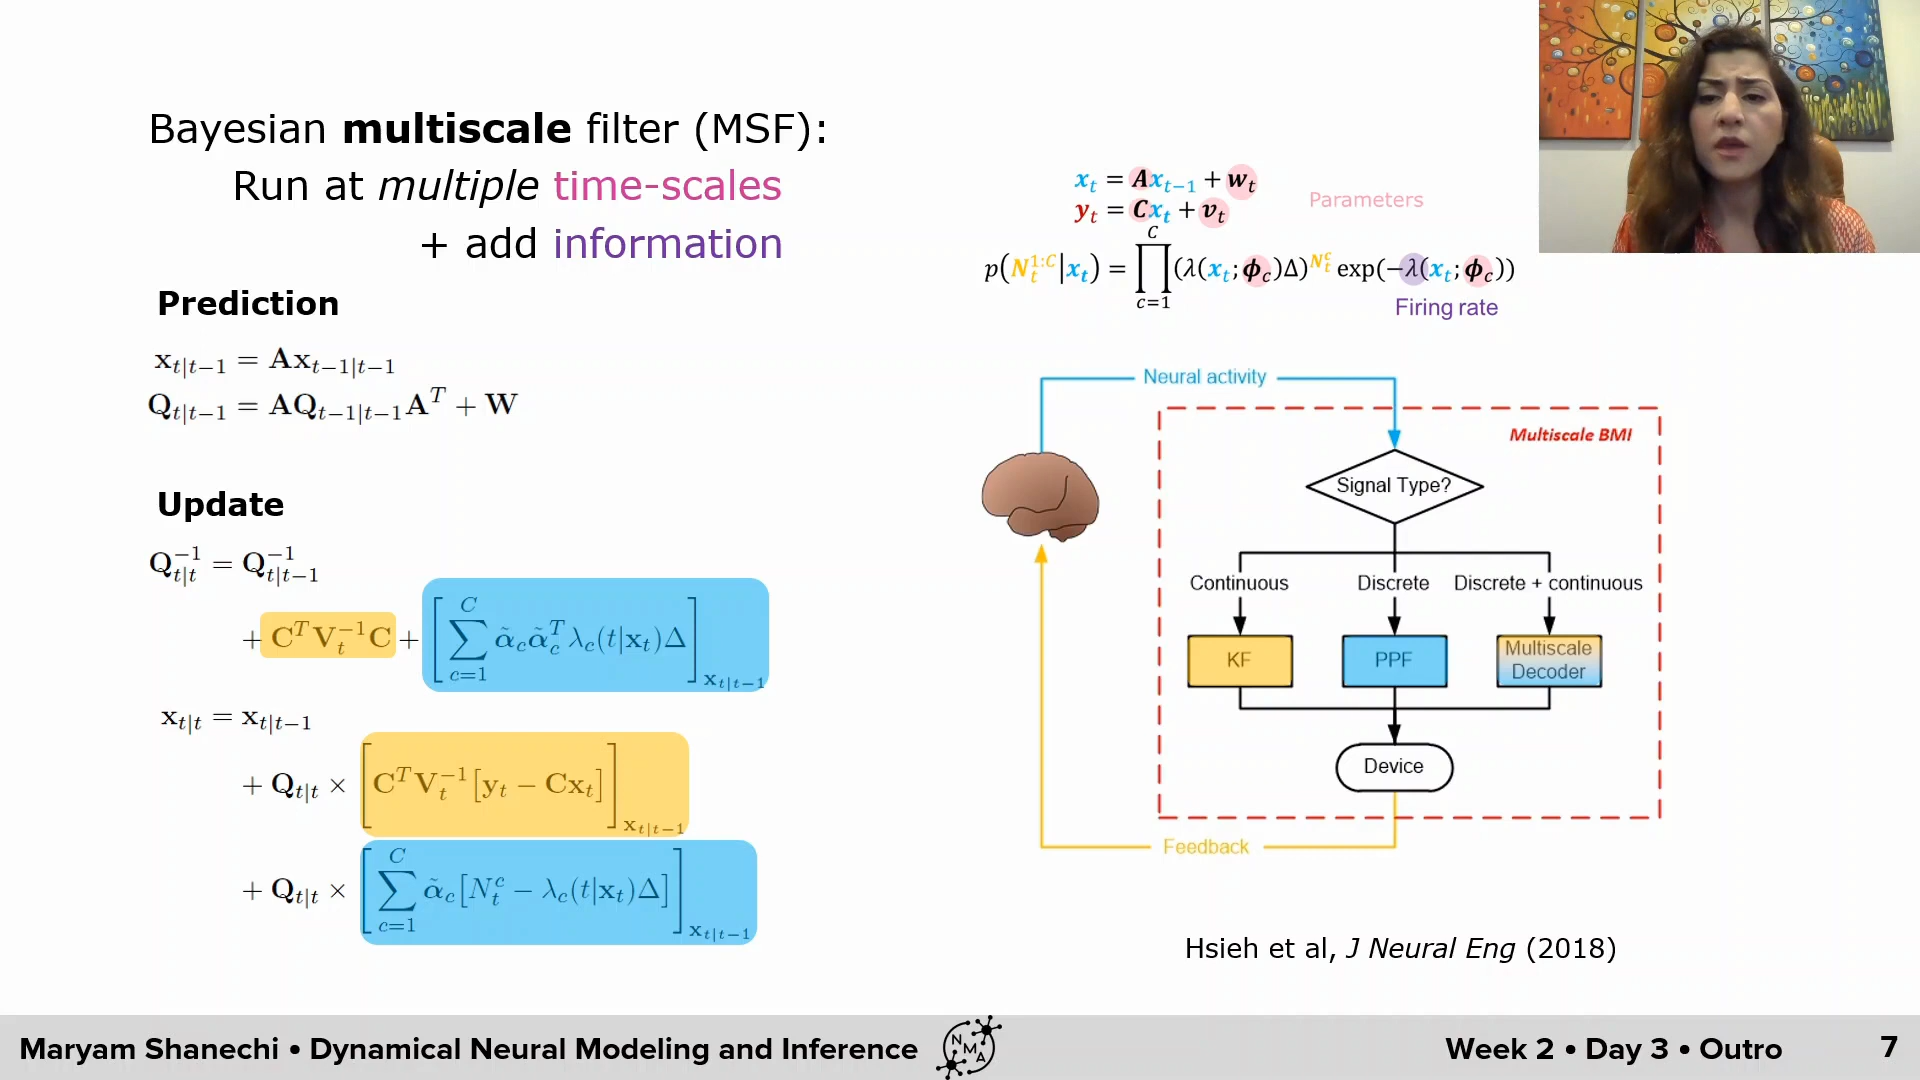 Bayesian multiscale filter (MSF):
Run at multiple time-scales
+ add information
Prediction
x_{t|t−1} = Ax_{t−1|t−1}
Q_{t|t−1} = AQ_{t−1|t−1}A^T + W
Update
Q_{t|t}^{−1} = Q_{t|t−1}^{−1}
+ C^T V_t^{−1} C + [∑_{c=1}^{C} α̃_c α̃_c^T λ_c(t|x_t)Δ]_{x_{t|t−1}}
x_{t|t} = x_{t|t−1}
+ Q_{t|t} × [C^T V_t^{−1}[y_t − Cx_t]]_{x_{t|t−1}}
+ Q_{t|t} × [∑_{c=1}^{C} α̃_c[N_t^c − λ_c(t|x_t)Δ]]_{x_{t|t−1}}
x_t = Ax_{t−1} + w_t
y_t = Cx_t + v_t
Parameters
p(N_t^{1:C}|x_t) = ∏_{c=1}^{C} (λ(x_t; ϕ_c)Δ)^{N_t^c} exp(−λ(x_t; ϕ_c))
Firing rate
Neural activity
Multiscale BMI
Signal Type?
Continuous
Discrete
Discrete + continuous
KF
PPF
Multiscale
Decoder
Device
Feedback
Hsieh et al, J Neural Eng (2018)
Maryam Shanechi • Dynamical Neural Modeling and Inference
NMA
Week 2 • Day 3 • Outro
7